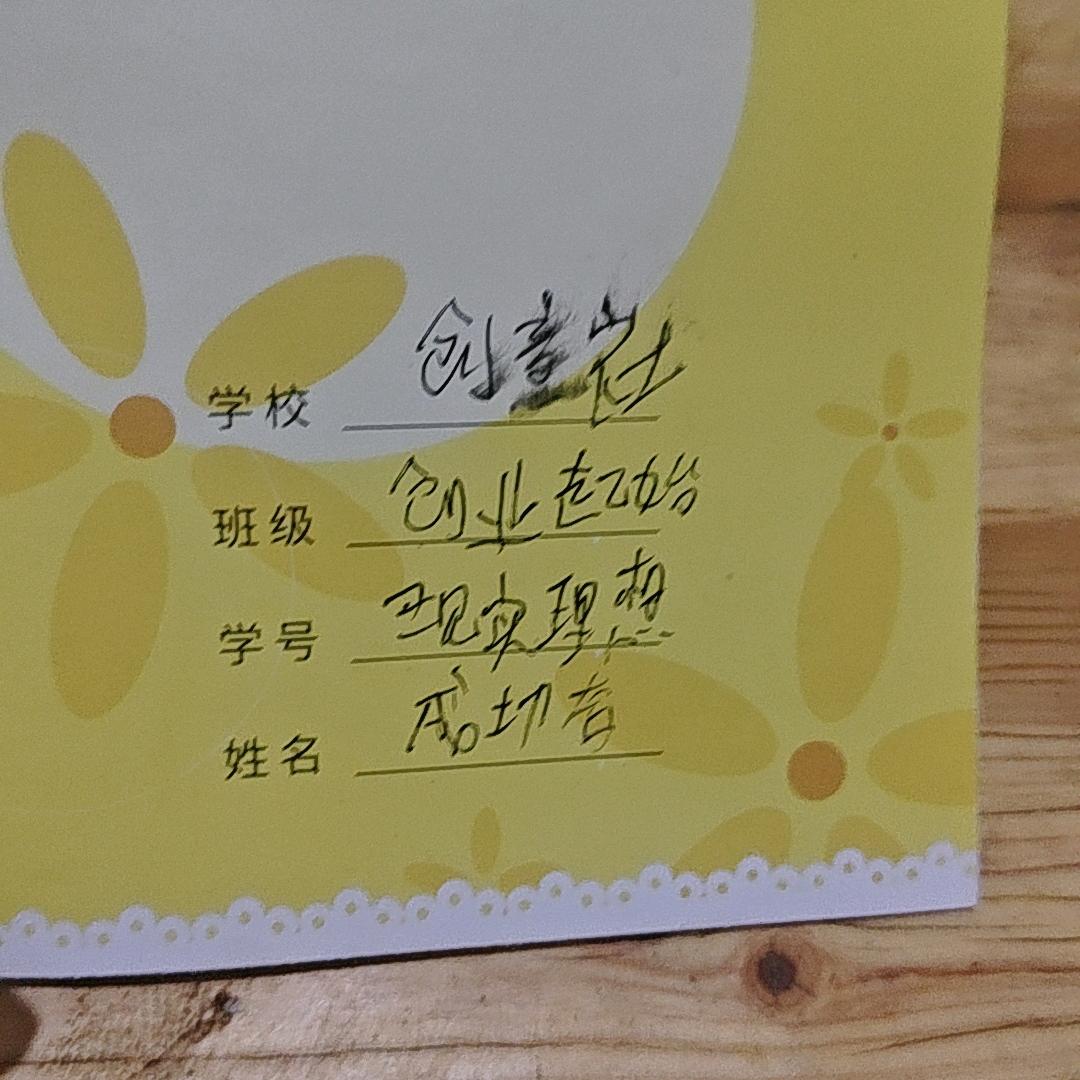 学校 创意社
班级 创业起始
学号 现实理想
姓名 成功者